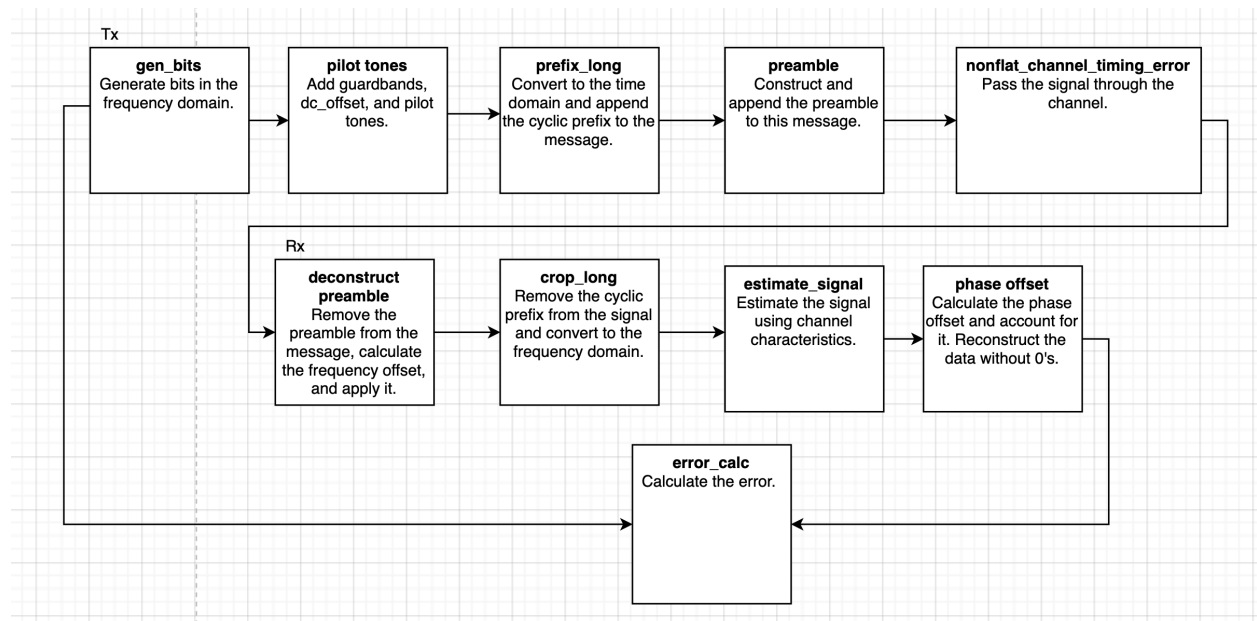 Tx
gen_bits
Generate bits in the
frequency domain.
pilot tones
Add guardbands,
dc_offset, and pilot
tones.
prefix_long
Convert to the time
domain and append
the cyclic prefix to the
message.
preamble
Construct and
append the preamble
to this message.
nonflat_channel_timing_error
Pass the signal through the
channel.
Rx
deconstruct
preamble
Remove the
preamble from the
message, calculate
the frequency offset,
and apply it.
crop_long
Remove the cyclic
prefix from the signal
and convert to the
frequency domain.
estimate_signal
Estimate the signal
using channel
characteristics.
phase offset
Calculate the phase
offset and account for
it. Reconstruct the
data without 0's.
error_calc
Calculate the error.